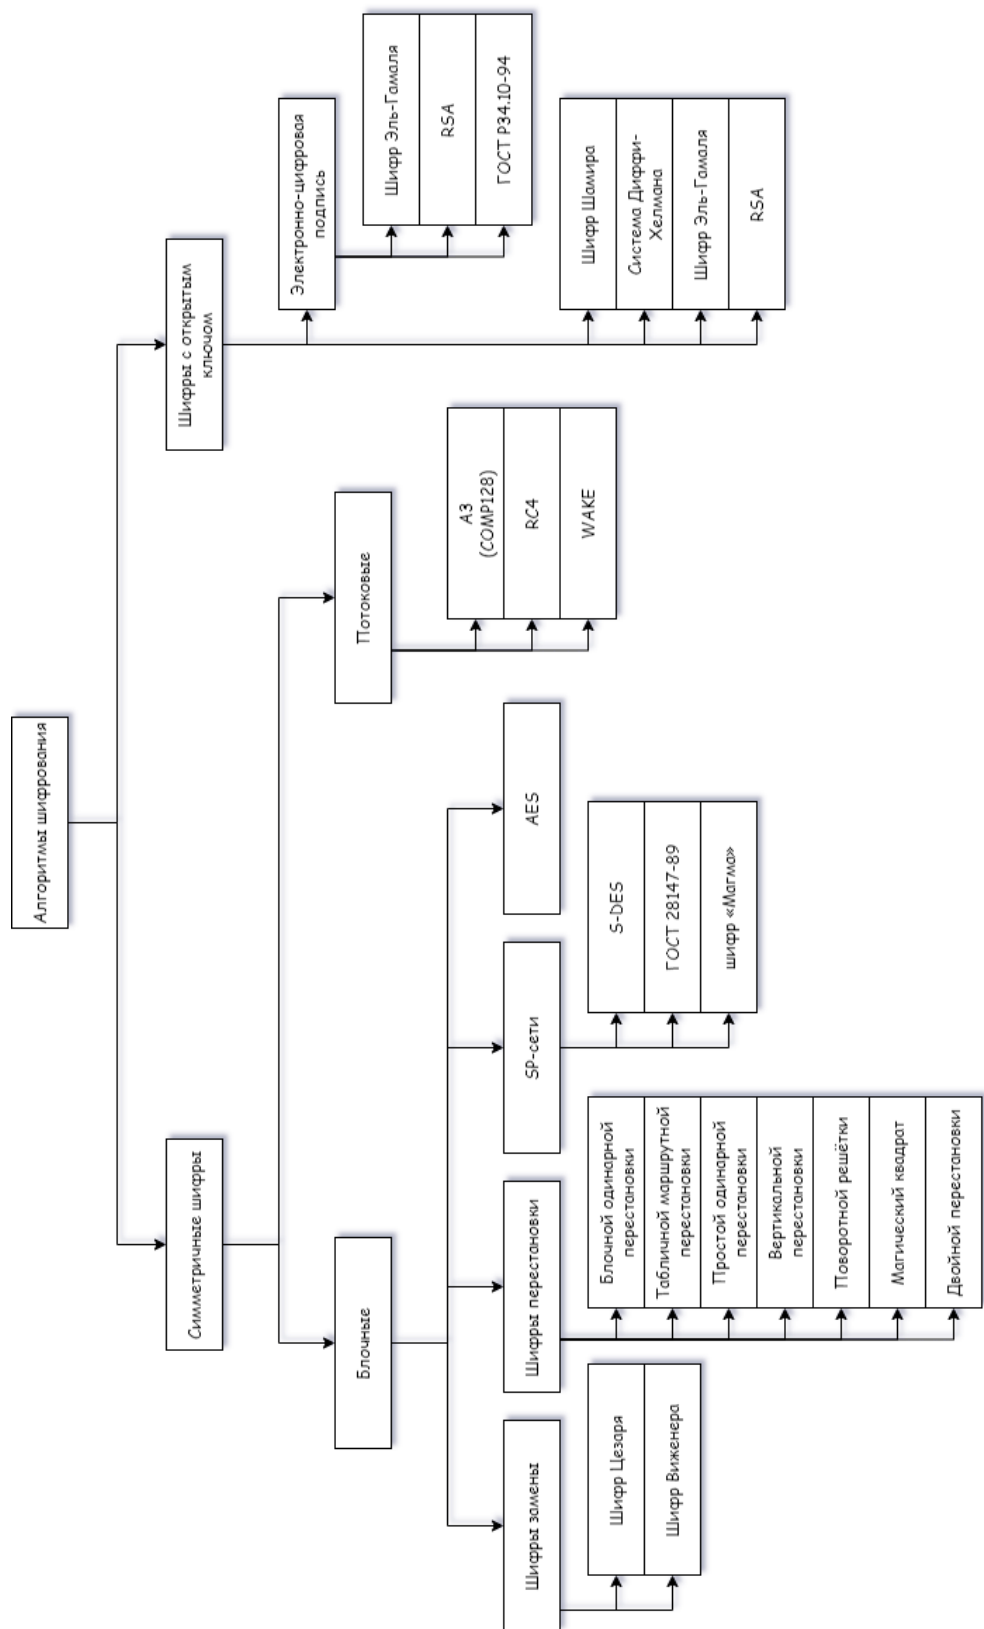 Алгоритмы шифрования
Симметричные шифры
Шифры с открытым
ключом
Блочные
Потоковые
Электронно-цифровая
подпись
Шифры замены
Шифры перестановки
SP-сети
AES
Шифр Цезаря
Шифр Виженера
Блочной одинарной
перестановки
Табличной маршрутной
перестановки
Простой одинарной
перестановки
Вертикальной
перестановки
Поворотной решётки
Магический квадрат
Двойной перестановки
S-DES
ГОСТ 28147-89
шифр «Магма»
A3
(COMP128)
RC4
WAKE
Шифр Эль-Гамаля
RSA
ГОСТ Р34.10-94
Шифр Шамира
Система Диффи-
Хелмана
Шифр Эль-Гамаля
RSA